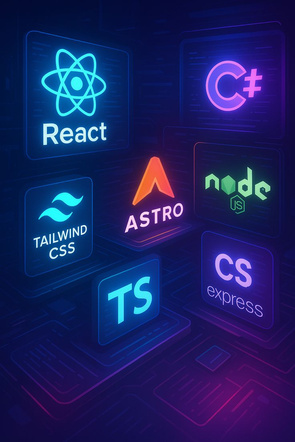 React
C#
node
JS
ASTRO
TAILWIND
CSS
TS
CS
express